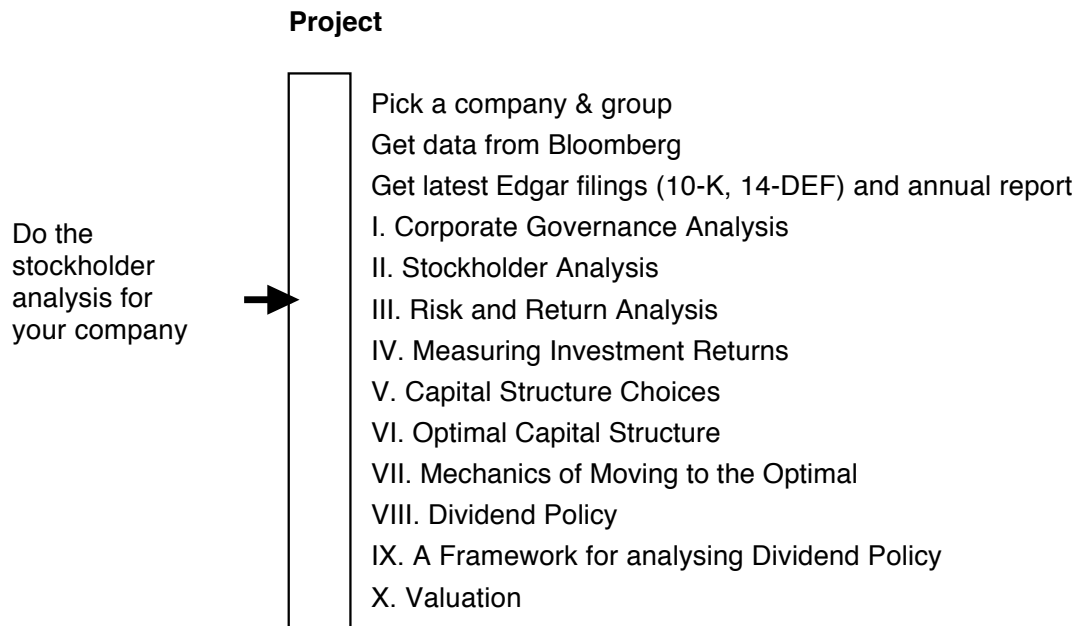 Project
Pick a company & group
Get data from Bloomberg
Get latest Edgar filings (10-K, 14-DEF) and annual report
I. Corporate Governance Analysis
II. Stockholder Analysis
III. Risk and Return Analysis
IV. Measuring Investment Returns
V. Capital Structure Choices
VI. Optimal Capital Structure
VII. Mechanics of Moving to the Optimal
VIII. Dividend Policy
IX. A Framework for analysing Dividend Policy
X. Valuation
Do the
stockholder
analysis for
your company